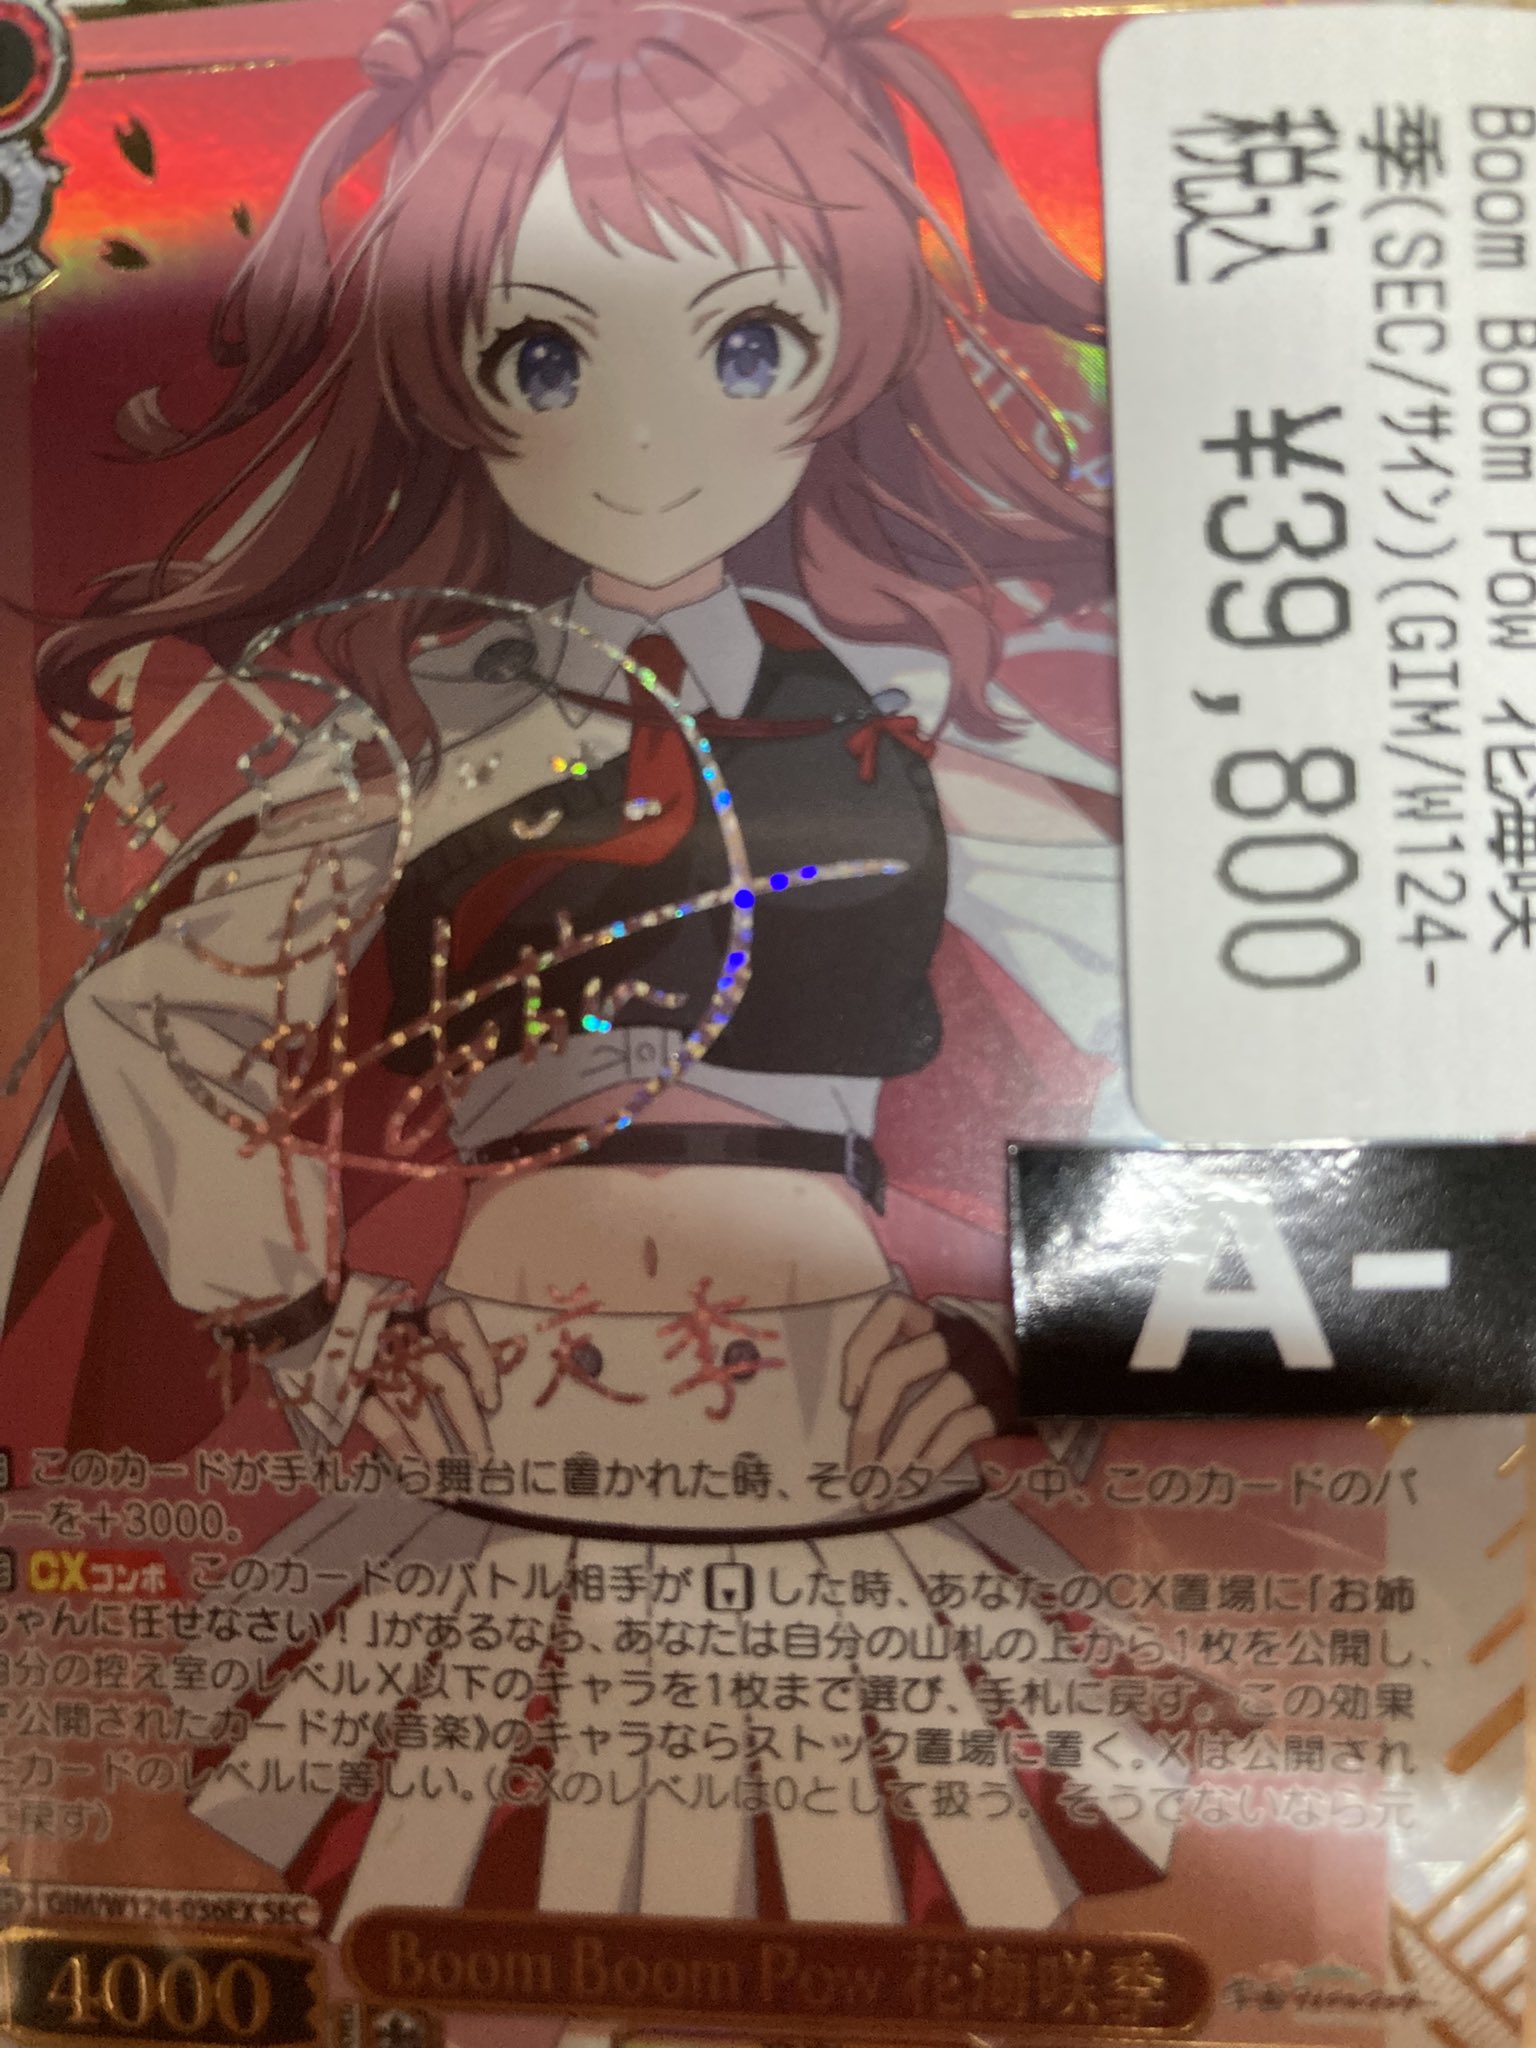 Boom Boom Pow 花海咲
季(SEC/サイン)(GIM/W124-
税込 ¥39,800
A-
花海咲季
このカードが手札から舞台に置かれた時、そのターン中、このカードのパ
ワーを+3000。
CXコンボ このカードのバトル相手が した時、あなたのCX置場に「お姉
ちゃんに任せなさい!」があるなら、あなたは自分の山札の上から1枚を公開し、
自分の控え室のレベルX以下のキャラを1枚まで選び、手札に戻す。この効果
で公開されたカードが《音楽》のキャラならストック置場に置く。Xは公開され
たカードのレベルに等しい。(CXのレベルは0として扱う。そうでないなら元
に戻す)
GIM/W124-036EX SEC
4000
Boom Boom Pow 花海咲季